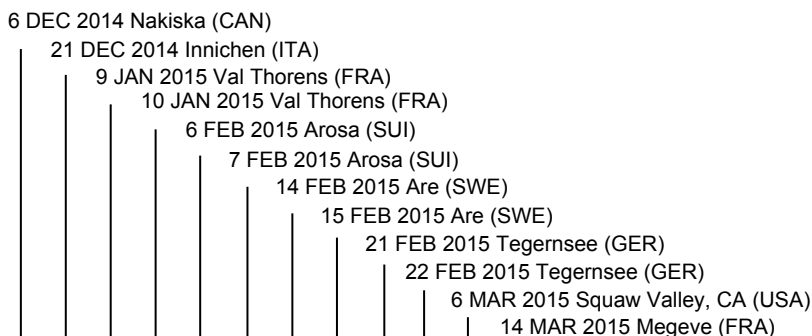 6 DEC 2014 Nakiska (CAN)
21 DEC 2014 Innichen (ITA)
9 JAN 2015 Val Thorens (FRA)
10 JAN 2015 Val Thorens (FRA)
6 FEB 2015 Arosa (SUI)
7 FEB 2015 Arosa (SUI)
14 FEB 2015 Are (SWE)
15 FEB 2015 Are (SWE)
21 FEB 2015 Tegernsee (GER)
22 FEB 2015 Tegernsee (GER)
6 MAR 2015 Squaw Valley, CA (USA)
14 MAR 2015 Megeve (FRA)